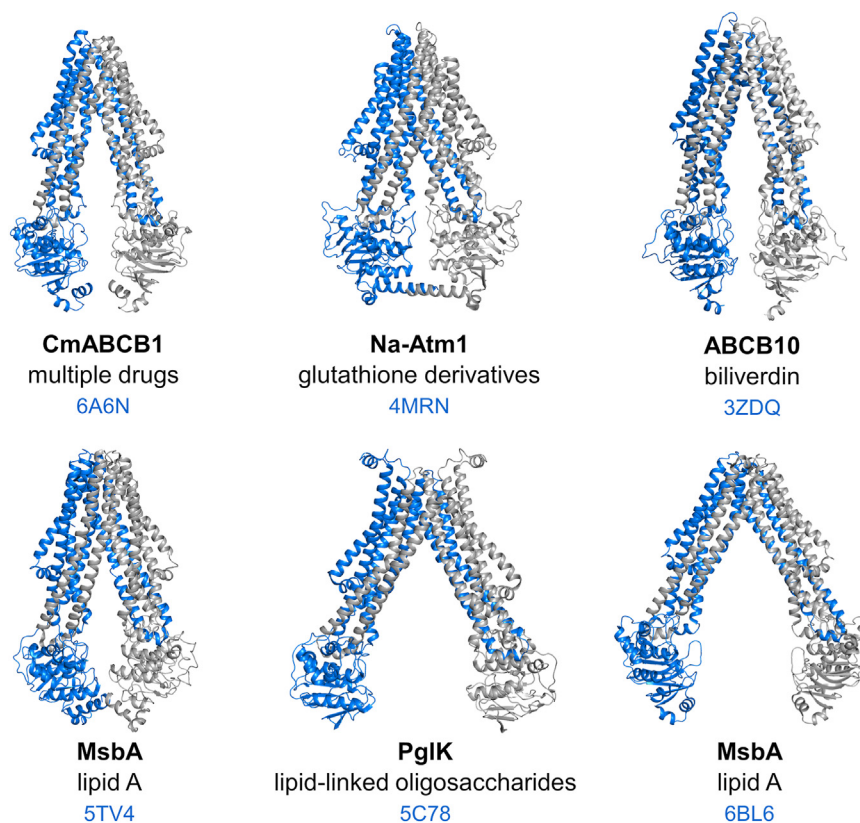 CmABCB1
multiple drugs
6A6N
Na-Atm1
glutathione derivatives
4MRN
ABCB10
biliverdin
3ZDQ
MsbA
lipid A
5TV4
PglK
lipid-linked oligosaccharides
5C78
MsbA
lipid A
6BL6